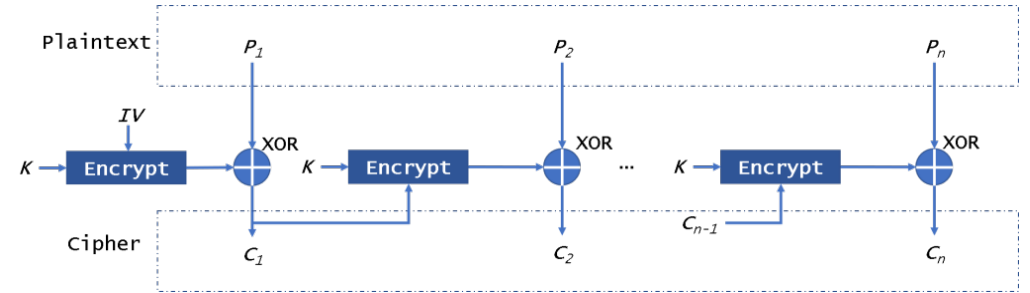 Plaintext P1 P2 Pn
IV
XOR XOR XOR
K Encrypt K Encrypt ... K Encrypt
Cn-1
Cipher C1 C2 Cn